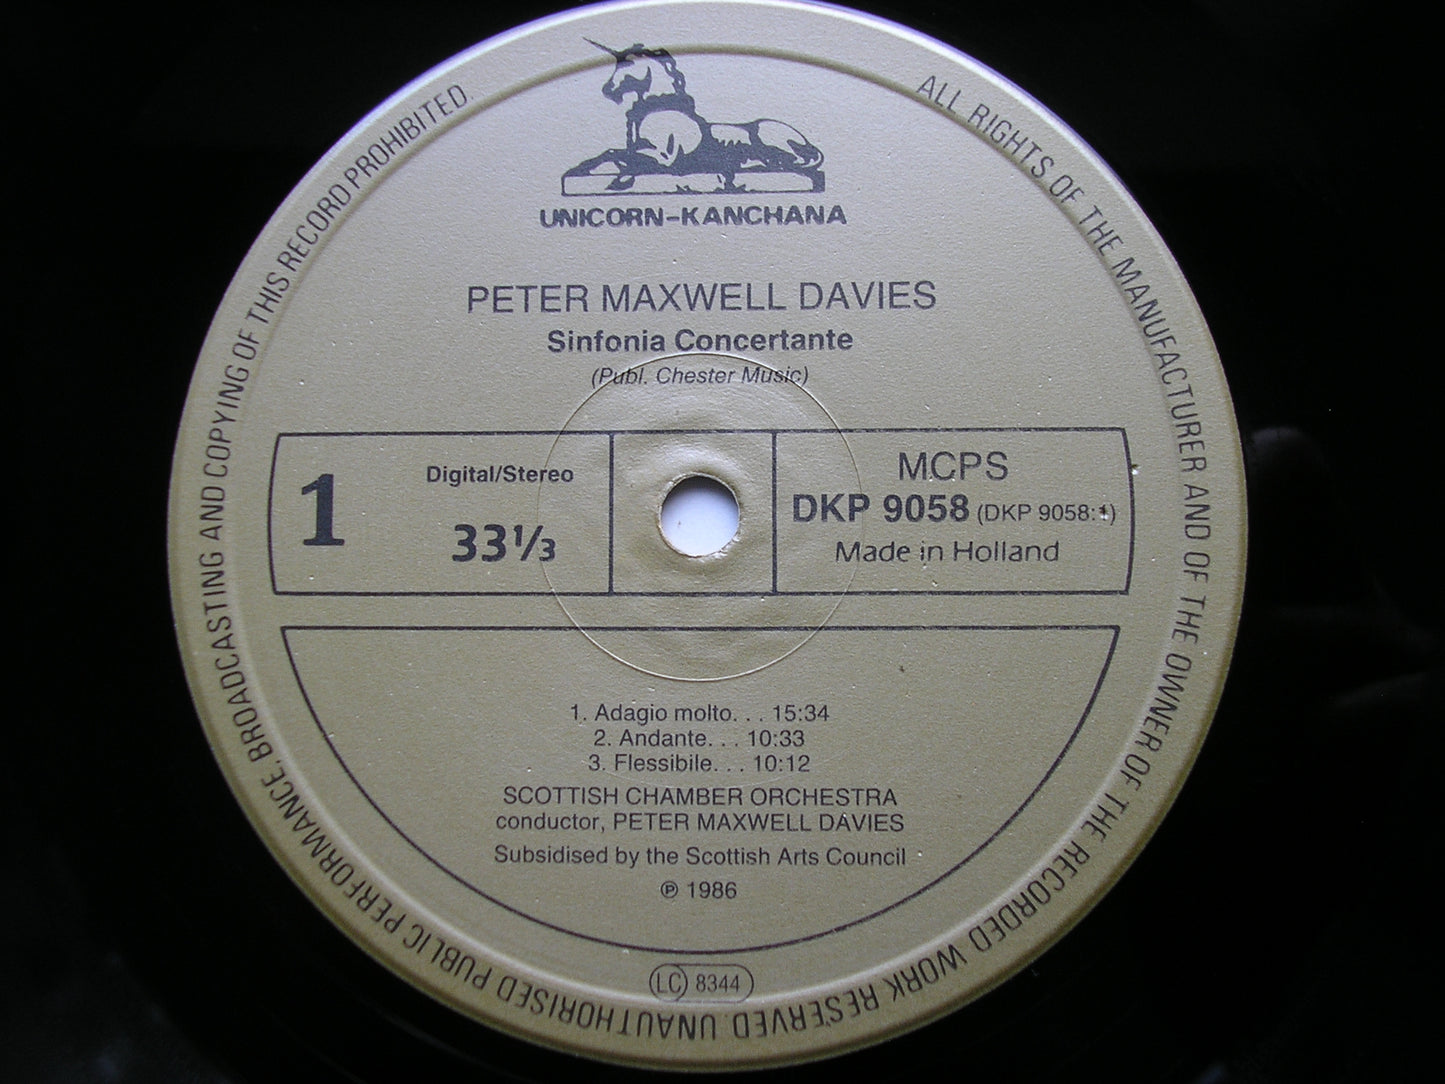 UNICORN-KANCHANA
PETER MAXWELL DAVIES
Sinfonia Concertante
(Publ. Chester Music)
1
Digital/Stereo
33⅓
MCPS
DKP 9058 (DKP 9058:1)
Made in Holland
1. Adagio molto. . . 15:34
2. Andante. . . 10:33
3. Flessibile. . . 10:12
SCOTTISH CHAMBER ORCHESTRA
conductor, PETER MAXWELL DAVIES
Subsidised by the Scottish Arts Council
℗ 1986
LC 8344
ALL RIGHTS OF THE MANUFACTURER AND OF THE OWNER OF THE RECORDED WORK RESERVED. UNAUTHORISED PUBLIC PERFORMANCE, BROADCASTING AND COPYING OF THIS RECORD PROHIBITED.